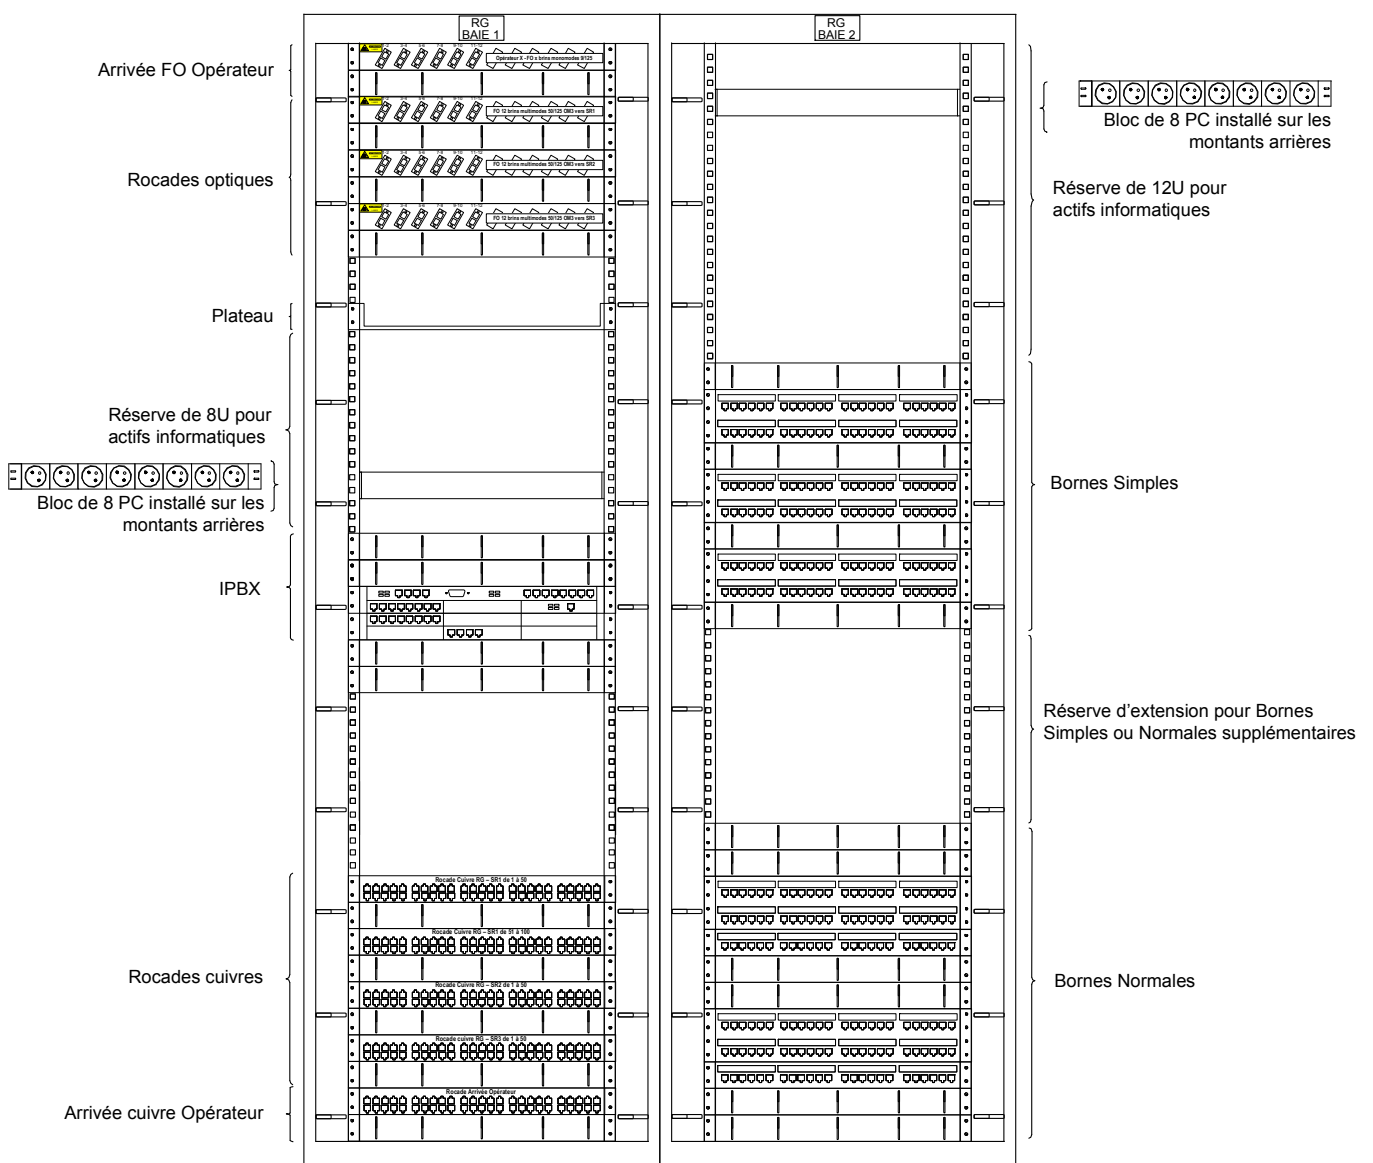 RG
BAIE 1
RG
BAIE 2
Arrivée FO Opérateur
Opérateur X - FO x brins monomodes 9/125
Rocades optiques
FO 12 brins multimodes 50/125 OM3 vers SR1
FO 12 brins multimodes 50/125 OM3 vers SR2
FO 12 brins multimodes 50/125 OM3 vers SR3
Plateau
Réserve de 8U pour
actifs informatiques
Bloc de 8 PC installé sur les
montants arrières
IPBX
Rocades cuivres
Rocade Cuivre RG – SR1 de 1 à 50
Rocade Cuivre RG – SR1 de 51 à 100
Rocade Cuivre RG – SR2 de 1 à 50
Rocade cuivre RG – SR3 de 1 à 50
Arrivée cuivre Opérateur
Rocade Arrivée Opérateur
Bloc de 8 PC installé sur les
montants arrières
Réserve de 12U pour
actifs informatiques
Bornes Simples
Réserve d'extension pour Bornes
Simples ou Normales supplémentaires
Bornes Normales